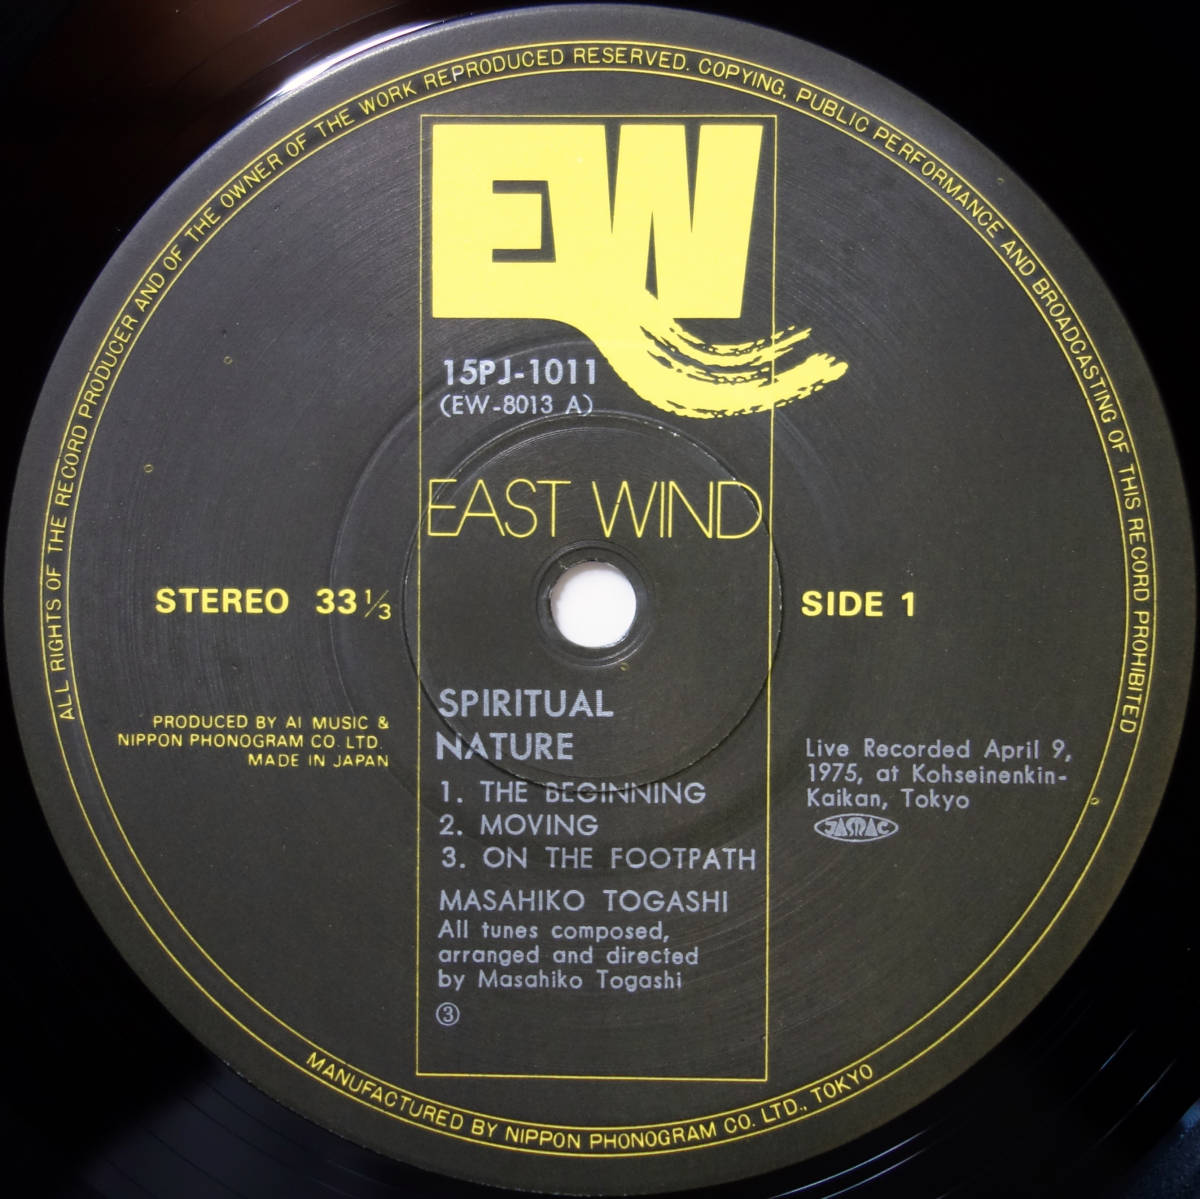 ALL RIGHTS OF THE RECORD PRODUCER AND OF THE OWNER OF THE WORK REPRODUCED RESERVED. COPYING, PUBLIC PERFORMANCE AND BROADCASTING OF THIS RECORD PROHIBITED
EW
15PJ-1011
(EW-8013 A)
EAST WIND
STEREO 33 1/3
SIDE 1
SPIRITUAL
NATURE
PRODUCED BY AI MUSIC &
NIPPON PHONOGRAM CO. LTD.
MADE IN JAPAN
Live Recorded April 9,
1975, at Kohseinenkin-
Kaikan, Tokyo
JASRAC
1. THE BEGINNING
2. MOVING
3. ON THE FOOTPATH
MASAHIKO TOGASHI
All tunes composed,
arranged and directed
by Masahiko Togashi
③
MANUFACTURED BY NIPPON PHONOGRAM CO. LTD., TOKYO